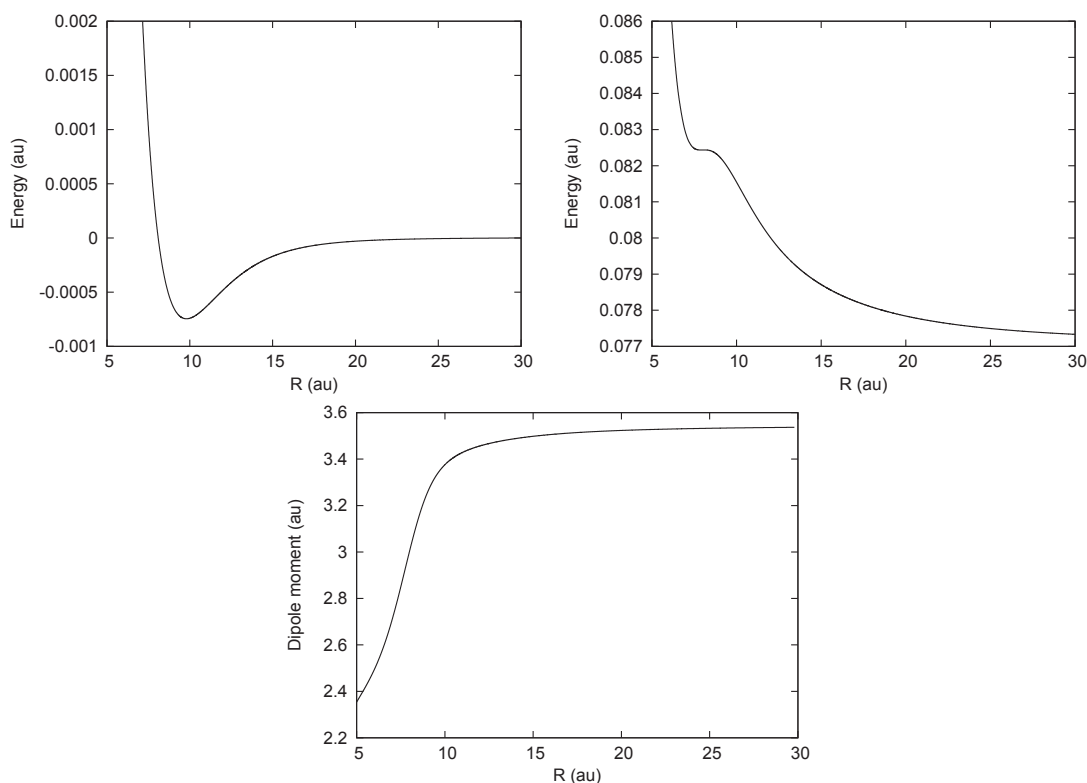 0.002
0.0015
0.001
0.0005
0
-0.0005
-0.001
5 10 15 20 25 30
R (au)
Energy (au)
0.086
0.085
0.084
0.083
0.082
0.081
0.08
0.079
0.078
0.077
5 10 15 20 25 30
R (au)
Energy (au)
3.6
3.4
3.2
3
2.8
2.6
2.4
2.2
5 10 15 20 25 30
R (au)
Dipole moment (au)